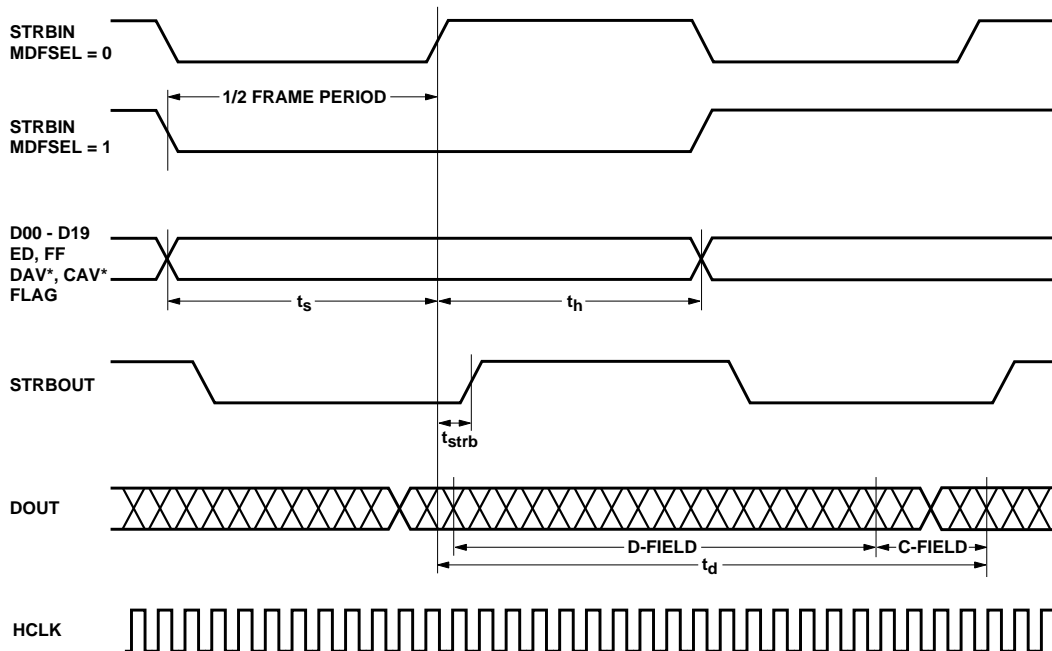 STRBIN
MDFSEL = 0
1/2 FRAME PERIOD
STRBIN
MDFSEL = 1
D00 - D19
ED, FF
DAV*, CAV*
FLAG
ts
th
STRBOUT
tstrb
DOUT
D-FIELD
C-FIELD
td
HCLK